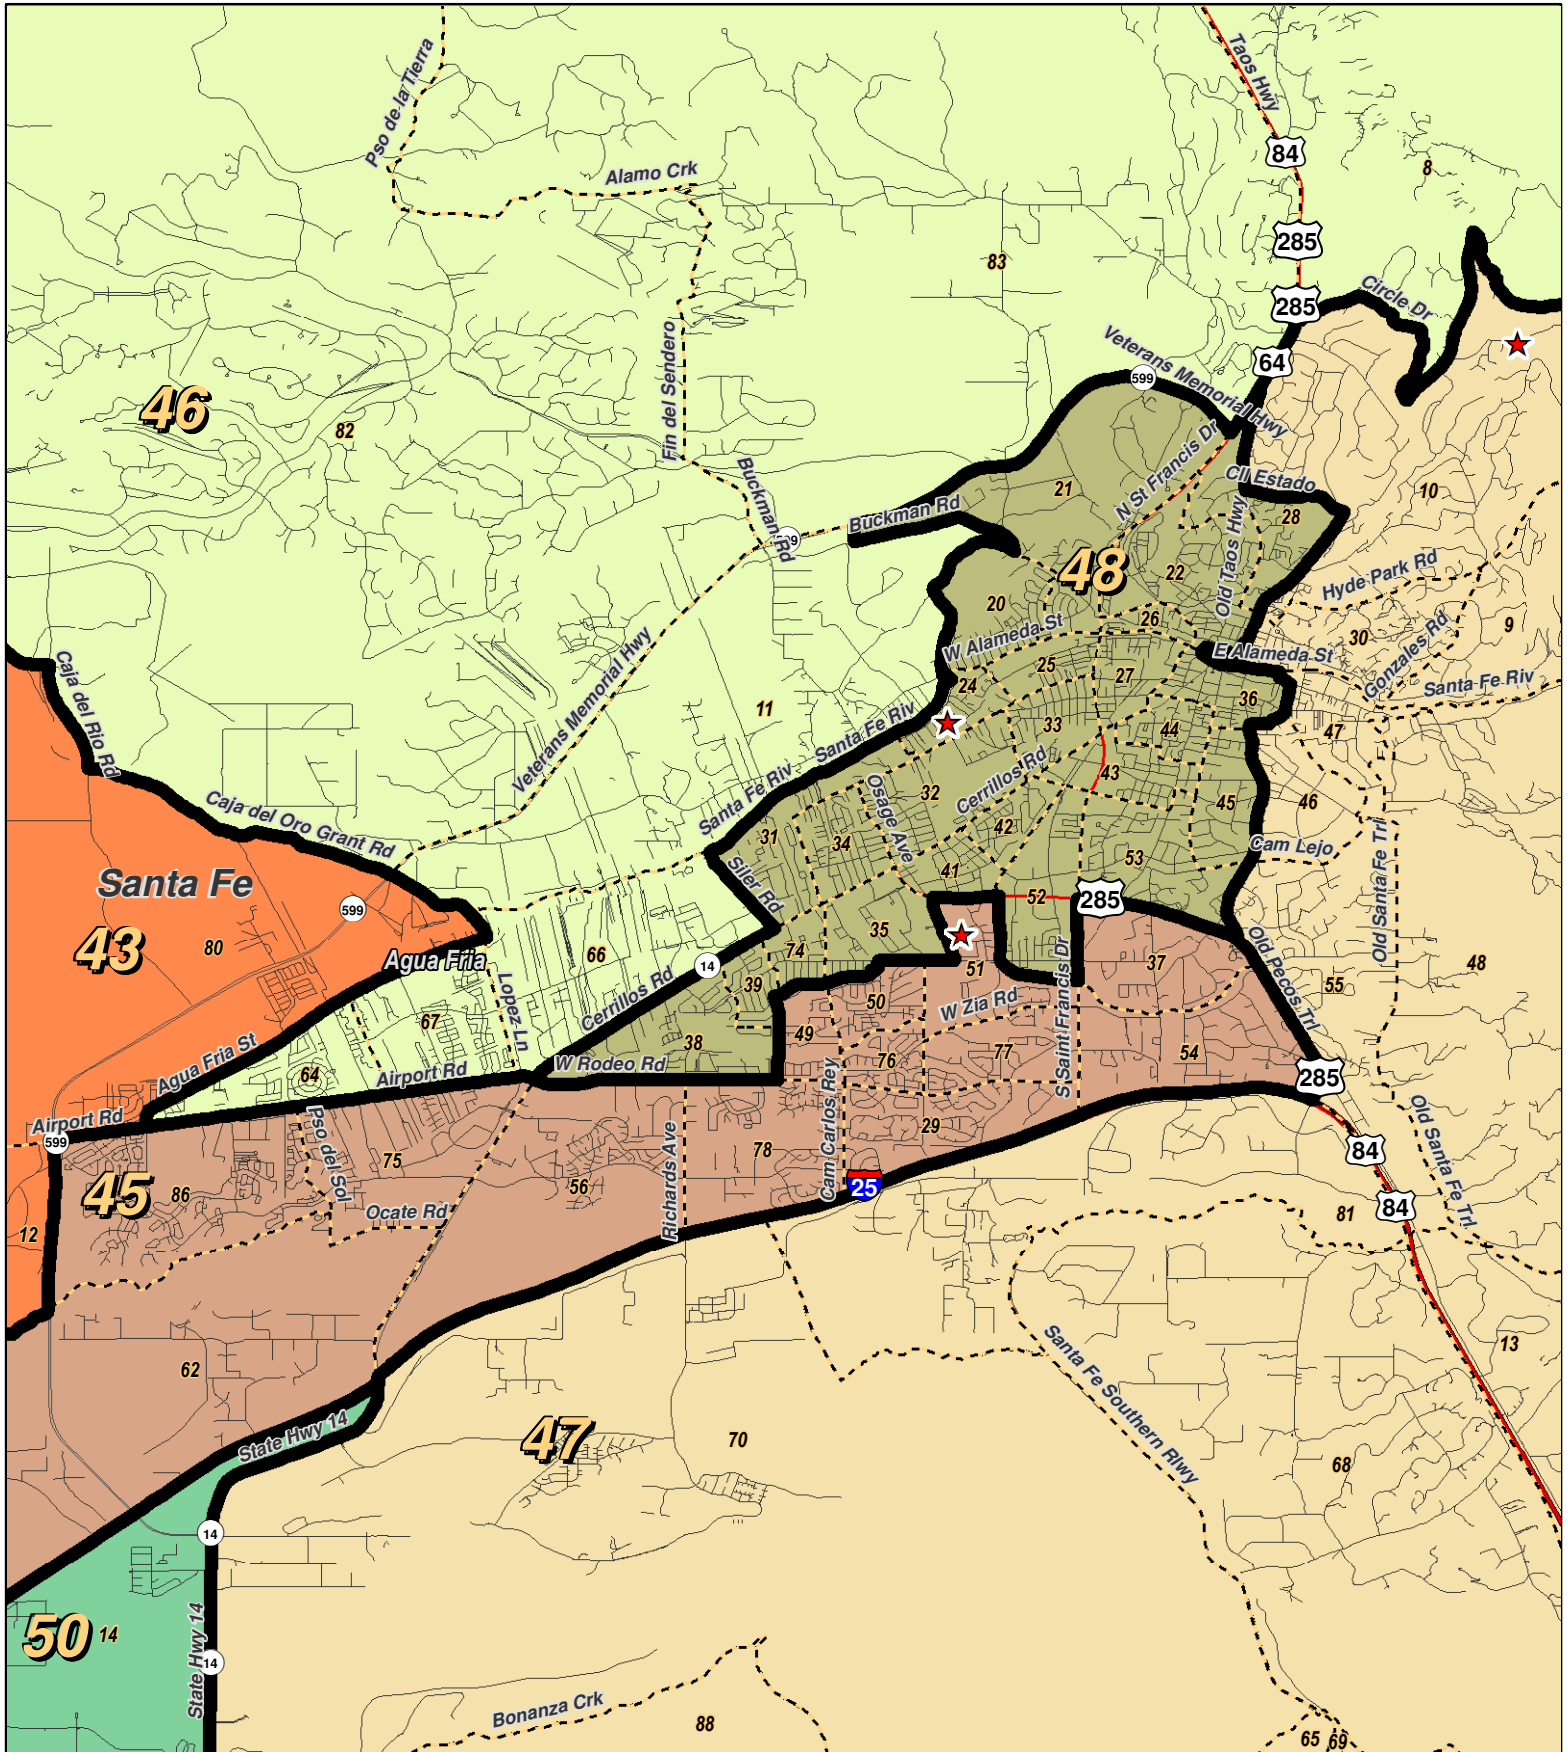 Taos Hwy
Pso de la Tierra
84
8
Alamo Crk
285
83
Circle Dr
285
Fin del Sendero
Veterans Memorial Hwy
64
599
46
82
N St Francis Dr
Buckman Rd
Cll Estado
21
10
Buckman Rd
28
48
22
Old Taos Hwy
Hyde Park Rd
20
26
W Alameda St
30
9
Gonzales Rd
E Alameda St
25
27
24
36
Santa Fe Riv
Caja del Rio Rd
Veterans Memorial Hwy
11
Santa Fe Riv
33
44
47
43
32
Cerrillos Rd
Osage Ave
45
46
Santa Fe Riv
Caja del Oro Grant Rd
31
34
42
Cam Lejo
53
41
Old Santa Fe Trl
Santa Fe
Siler Rd
599
52
285
43
80
35
Agua Fria
66
14
74
51
37
Old Pecos Trl
48
39
55
Lopez Ln
Cerrillos Rd
50
W Zia Rd
S Saint Francis Dr
67
38
49
77
54
Agua Fria St
76
64
Airport Rd
W Rodeo Rd
285
Airport Rd
599
Pso del Sol
Cam Carlos Rey
29
Old Santa Fe Trl
Richards Ave
78
84
75
45
86
56
25
84
Ocate Rd
81
12
Santa Fe Southern Rlwy
13
62
State Hwy 14
47
70
68
14
50
14
State Hwy 14
14
Bonanza Crk
88
65
69